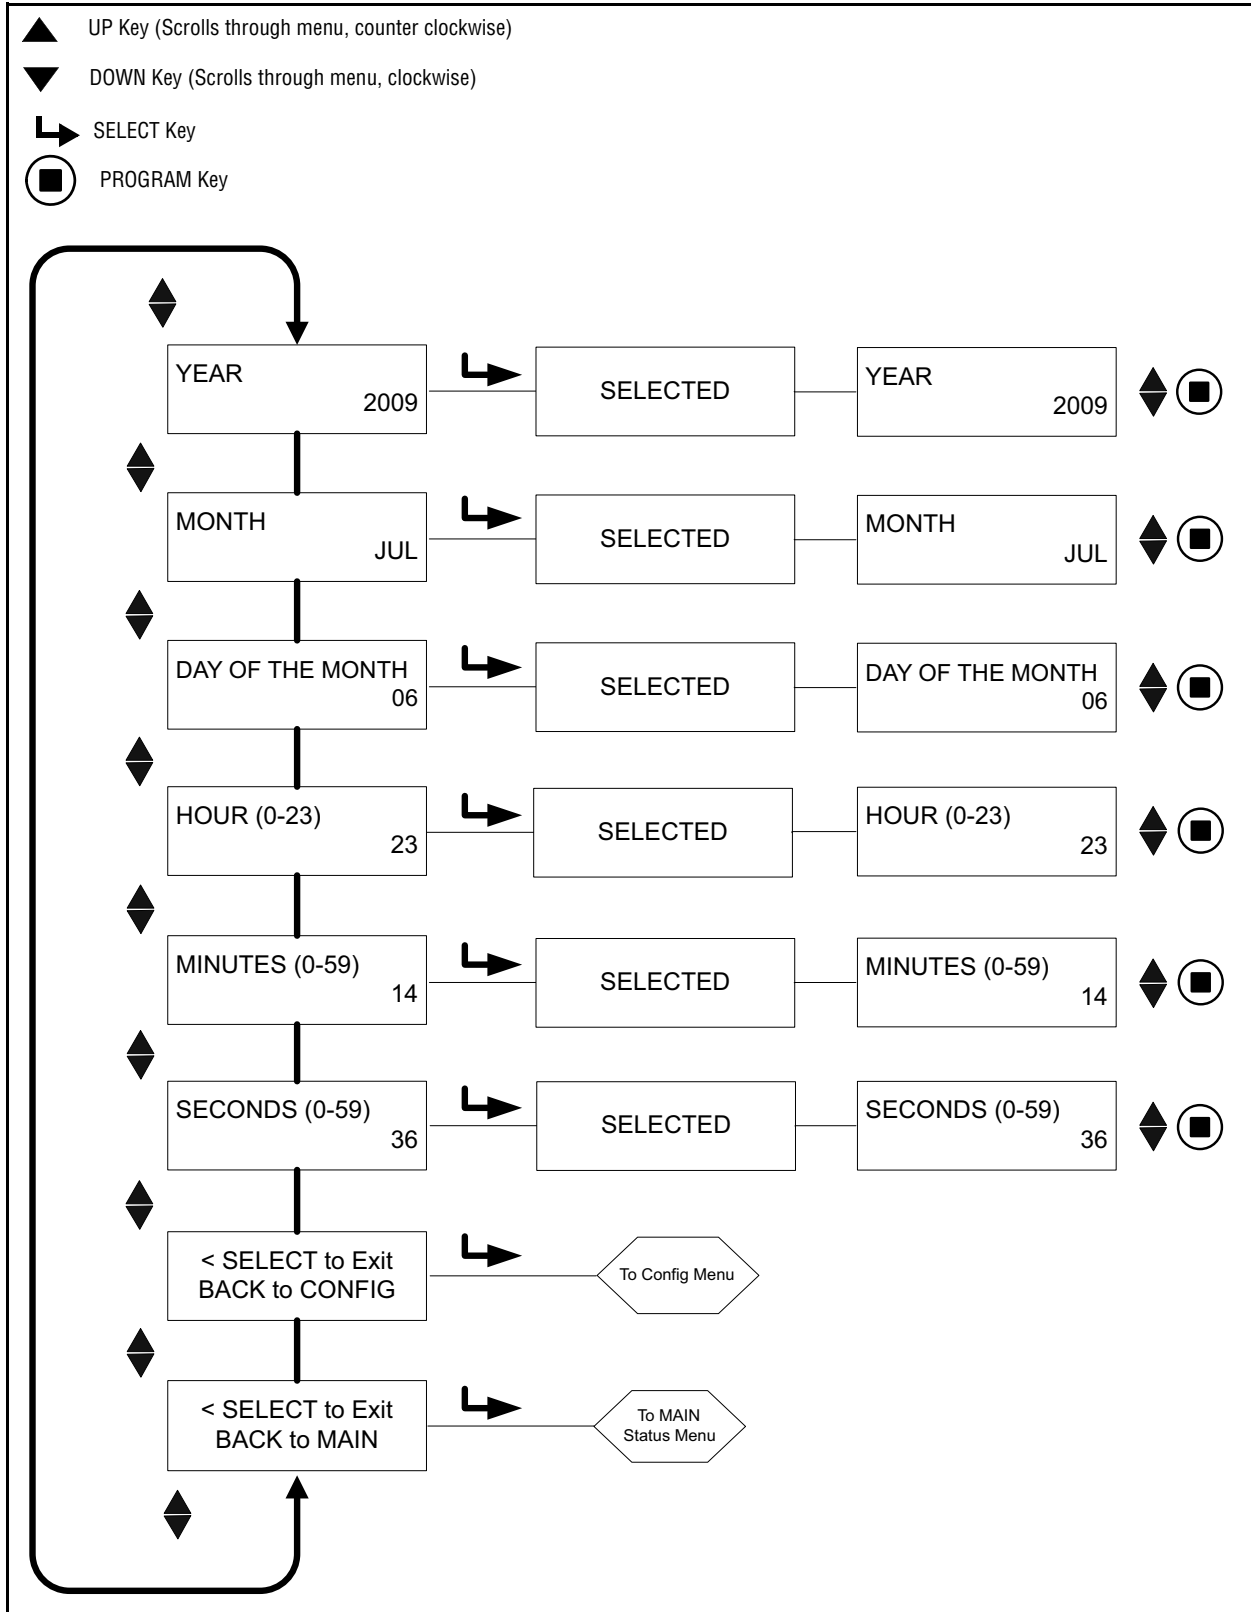 UP Key (Scrolls through menu, counter clockwise)
DOWN Key (Scrolls through menu, clockwise)
SELECT Key
PROGRAM Key
YEAR
2009
SELECTED
YEAR
2009
MONTH
JUL
SELECTED
MONTH
JUL
DAY OF THE MONTH
06
SELECTED
DAY OF THE MONTH
06
HOUR (0-23)
23
SELECTED
HOUR (0-23)
23
MINUTES (0-59)
14
SELECTED
MINUTES (0-59)
14
SECONDS (0-59)
36
SELECTED
SECONDS (0-59)
36
< SELECT to Exit
BACK to CONFIG
To Config Menu
< SELECT to Exit
BACK to MAIN
To MAIN
Status Menu